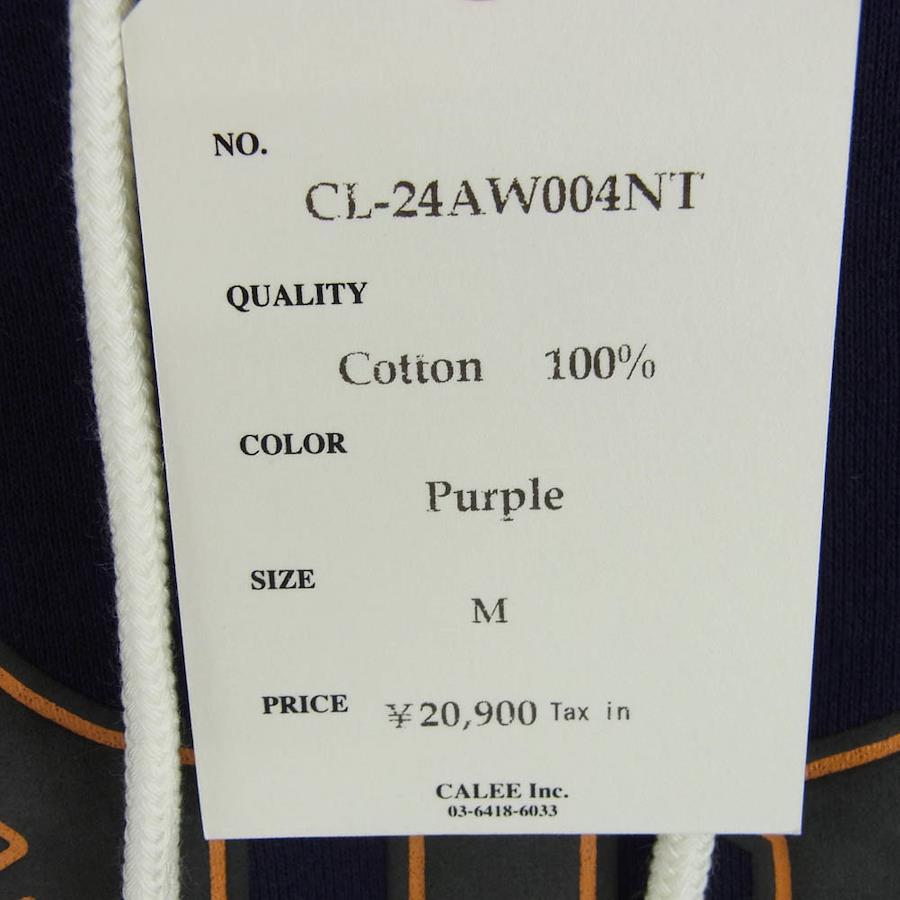 NO.
CL-24AW004NT
QUALITY
Cotton 100%
COLOR
Purple
SIZE
M
PRICE ¥20,900 Tax in
CALEE Inc.
03-6418-6033